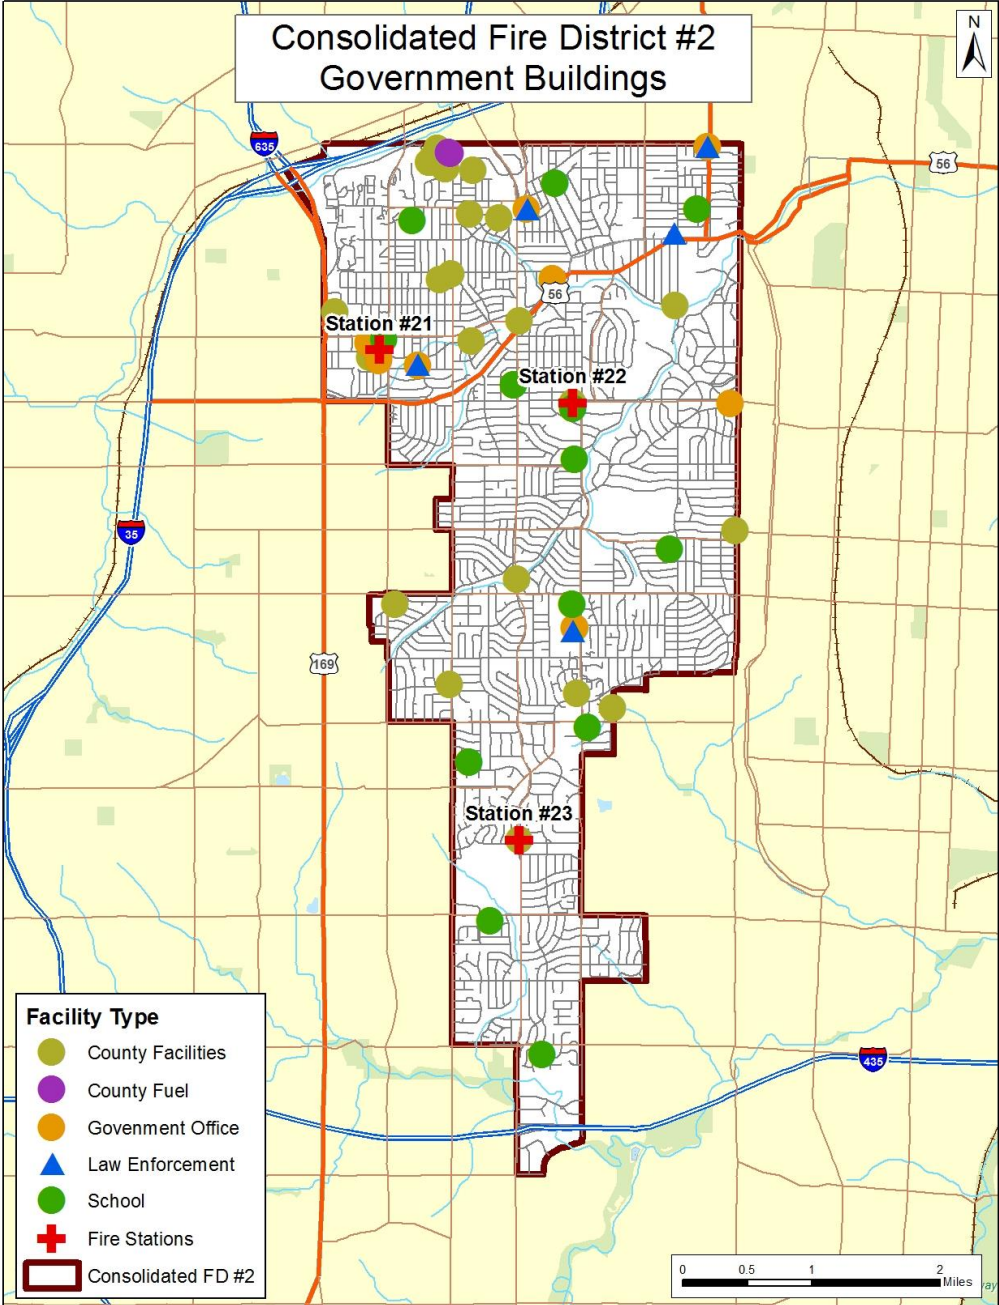 Consolidated Fire District #2
Government Buildings
N
635
56
56
Station #21
Station #22
35
169
Station #23
435
Facility Type
County Facilities
County Fuel
Govenment Office
Law Enforcement
School
Fire Stations
Consolidated FD #2
0 0.5 1 2
Miles